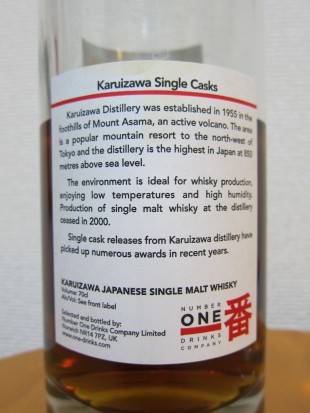 Karuizawa Single Casks
Karuizawa Distillery was established in 1955 in the
foothills of Mount Asama, an active volcano. The area
is a popular mountain resort to the north-west of
Tokyo and the distillery is the highest in Japan at 850
metres above sea level.
The environment is ideal for whisky production,
enjoying low temperatures and high humidity.
Production of single malt whisky at the distillery
ceased in 2000.
Single cask releases from Karuizawa distillery have
picked up numerous awards in recent years.
KARUIZAWA JAPANESE SINGLE MALT WHISKY
Volume: 70cl
Alc/Vol: See front label
Selected and bottled by:
Number One Drinks Company Limited
Norwich NR14 7PZ, UK
www.one-drinks.com
NUMBER
ONE
DRINKS
COMPANY
番